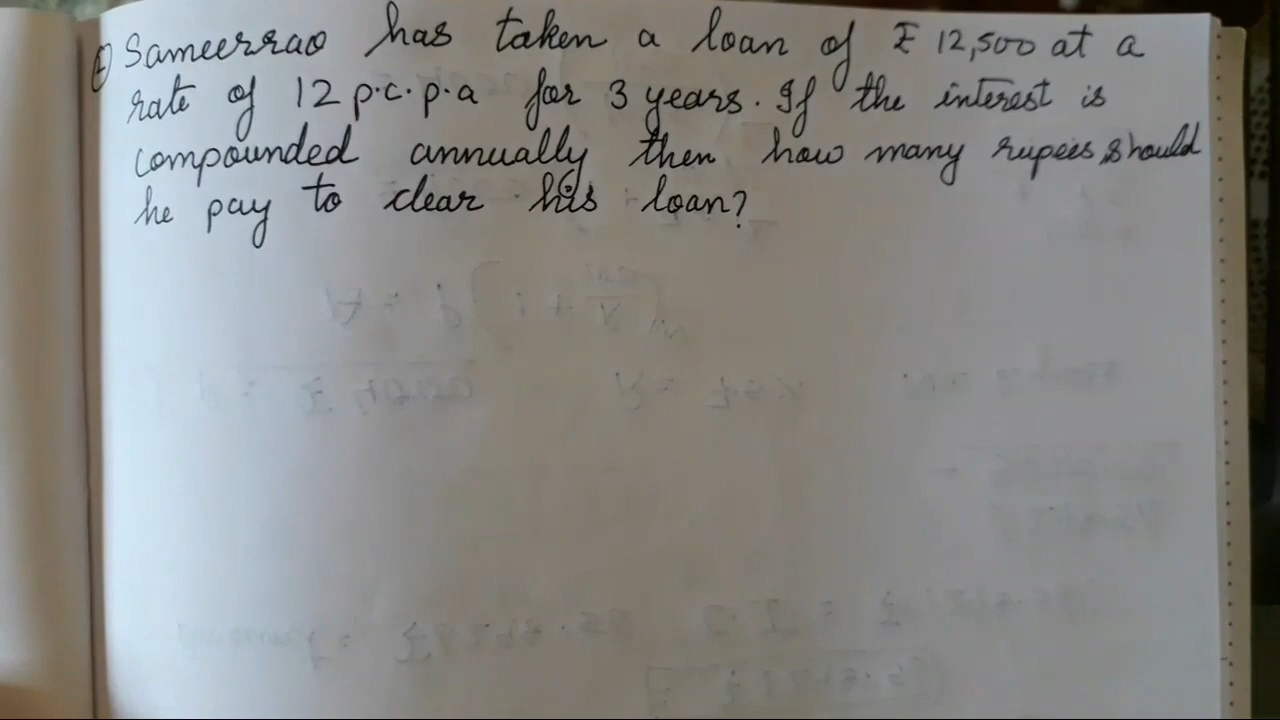 E) Sameerrao has taken a loan of ₹ 12,500 at a
rate of 12 p.c.p.a for 3 years. If the interest is
compounded annually then how many rupees should
he pay to clear his loan?